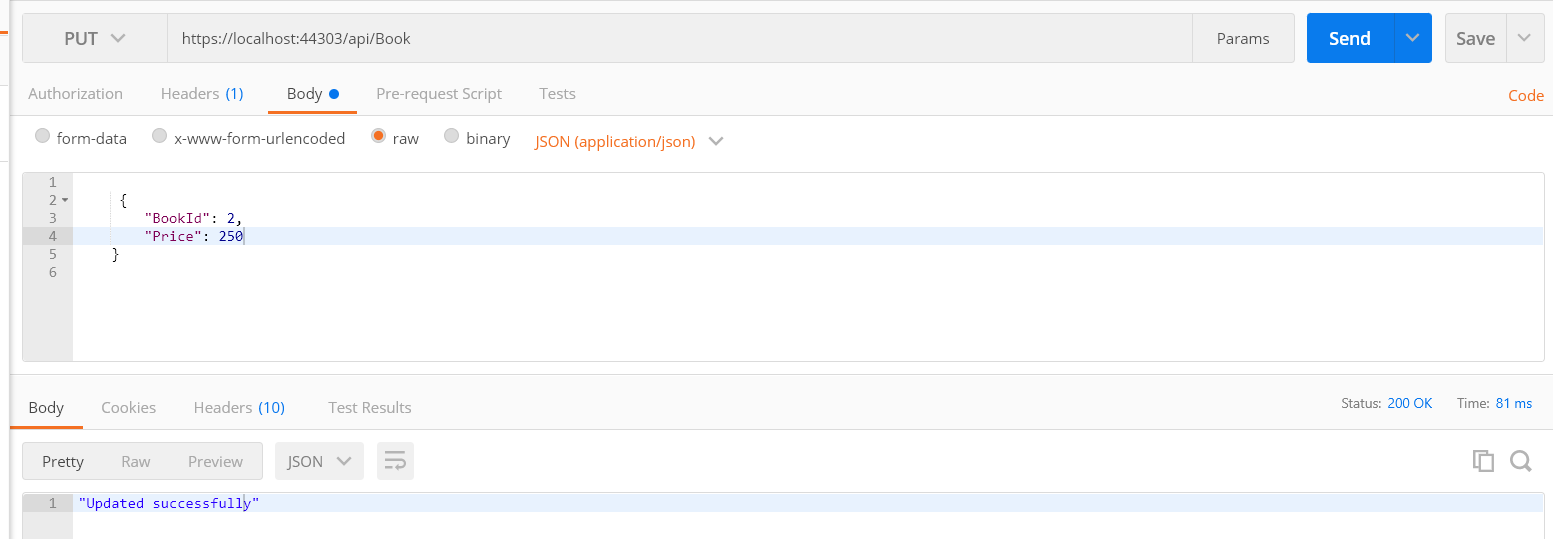 PUT https://localhost:44303/api/Book Params Send Save
Authorization Headers (1) Body Pre-request Script Tests Code
form-data x-www-form-urlencoded raw binary JSON (application/json)
1
2 {
3 "BookId": 2,
4 "Price": 250
5 }
6
Body Cookies Headers (10) Test Results Status: 200 OK Time: 81 ms
Pretty Raw Preview JSON
1 "Updated successfully"